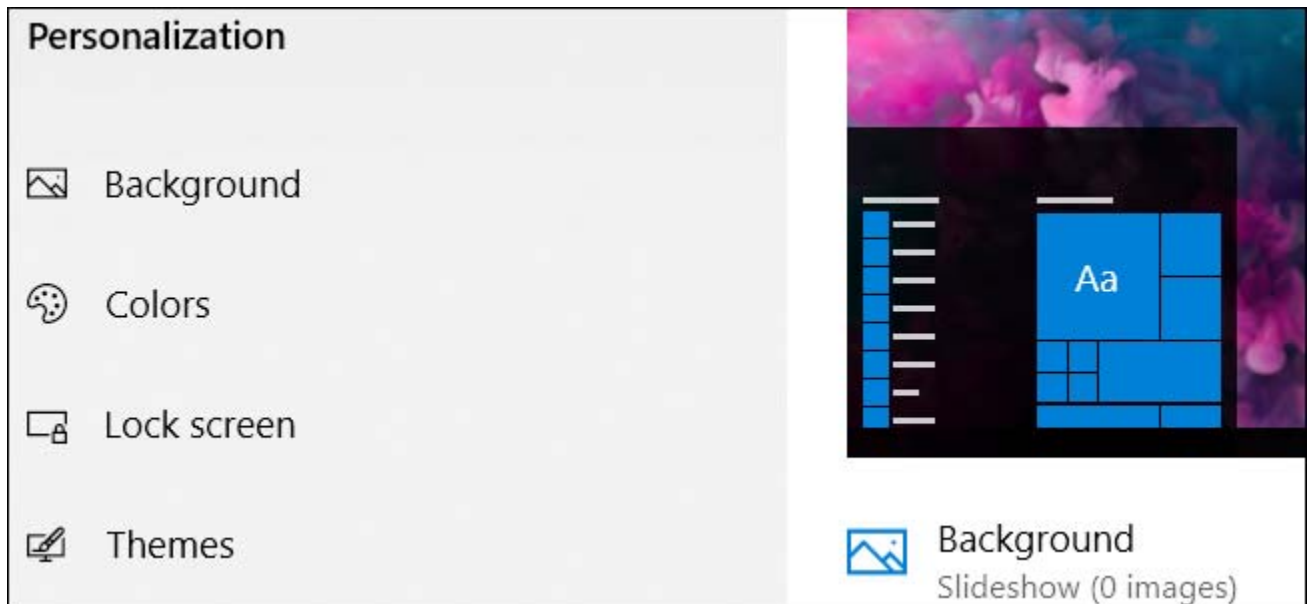 Personalization
Background
Colors
Lock screen
Themes
Aa
Background
Slideshow (0 images)